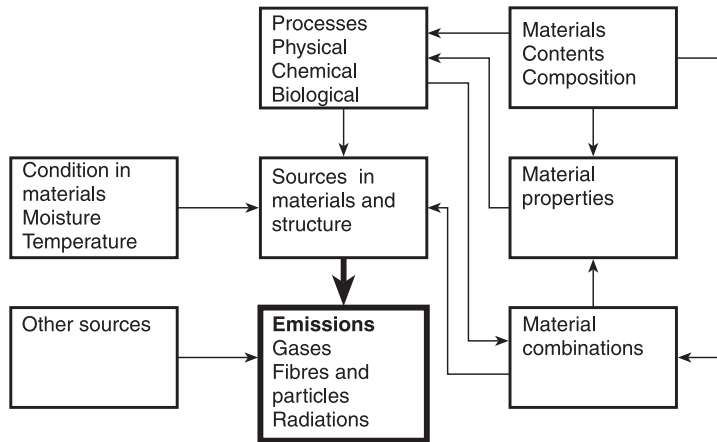 Processes
Physical
Chemical
Biological
Materials
Contents
Composition
Condition in
materials
Moisture
Temperature
Sources in
materials and
structure
Material
properties
Other sources
Emissions
Gases
Fibres and
particles
Radiations
Material
combinations